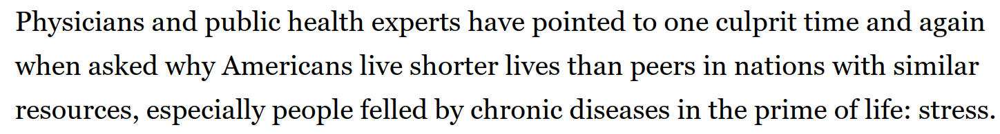 Physicians and public health experts have pointed to one culprit time and again
when asked why Americans live shorter lives than peers in nations with similar
resources, especially people felled by chronic diseases in the prime of life: stress.